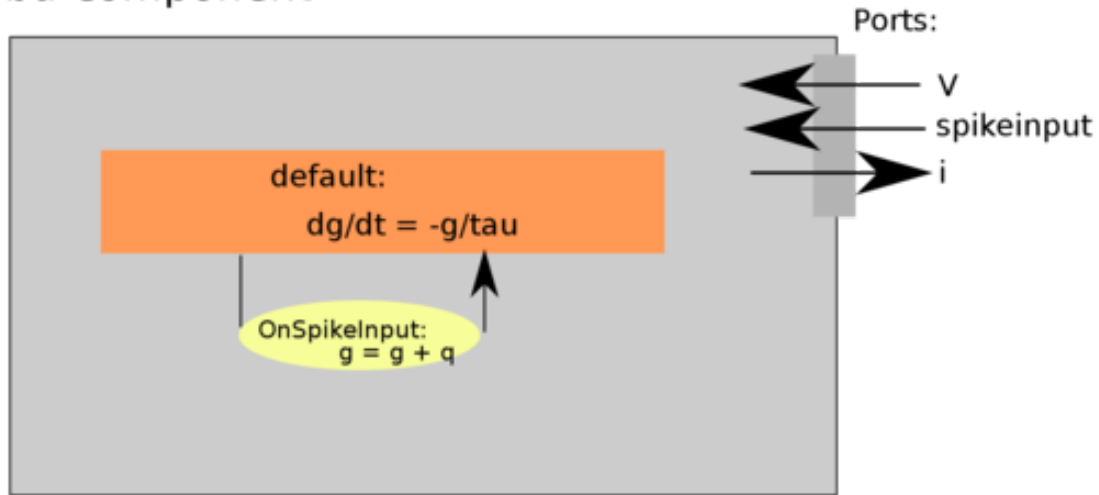 Ports:
V
spikeinput
i
default:
dg/dt = -g/tau
OnSpikeInput:
g = g + q